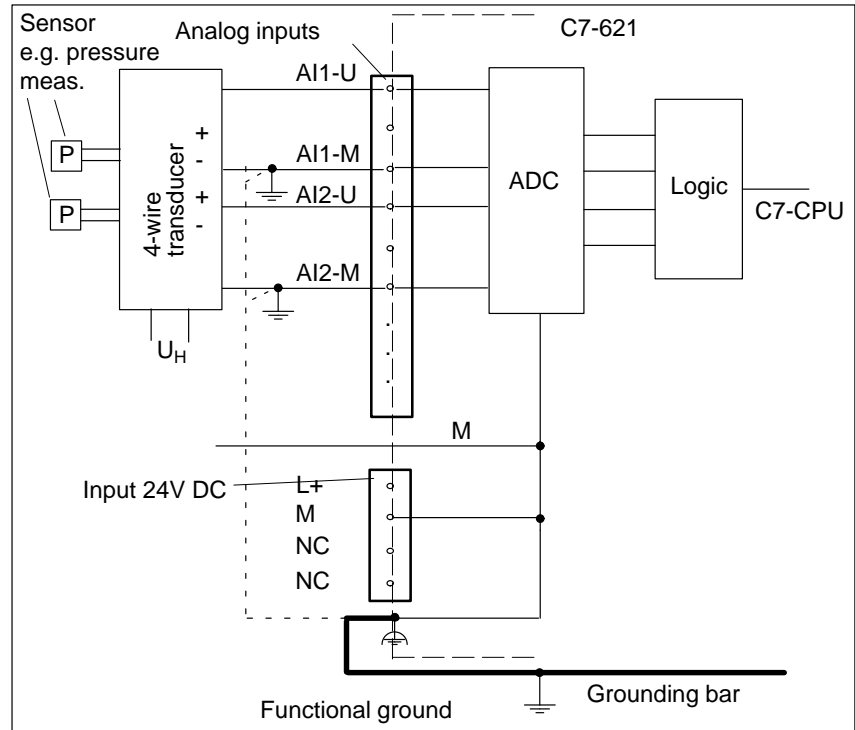 Sensor
e.g. pressure
meas.
Analog inputs
C7-621
AI1-U
P
+
-
AI1-M
ADC
Logic
C7-CPU
P
+
-
4-wire
transducer
AI2-U
AI2-M
UH
.
.
.
M
Input 24V DC
L+
M
NC
NC
Grounding bar
Functional ground